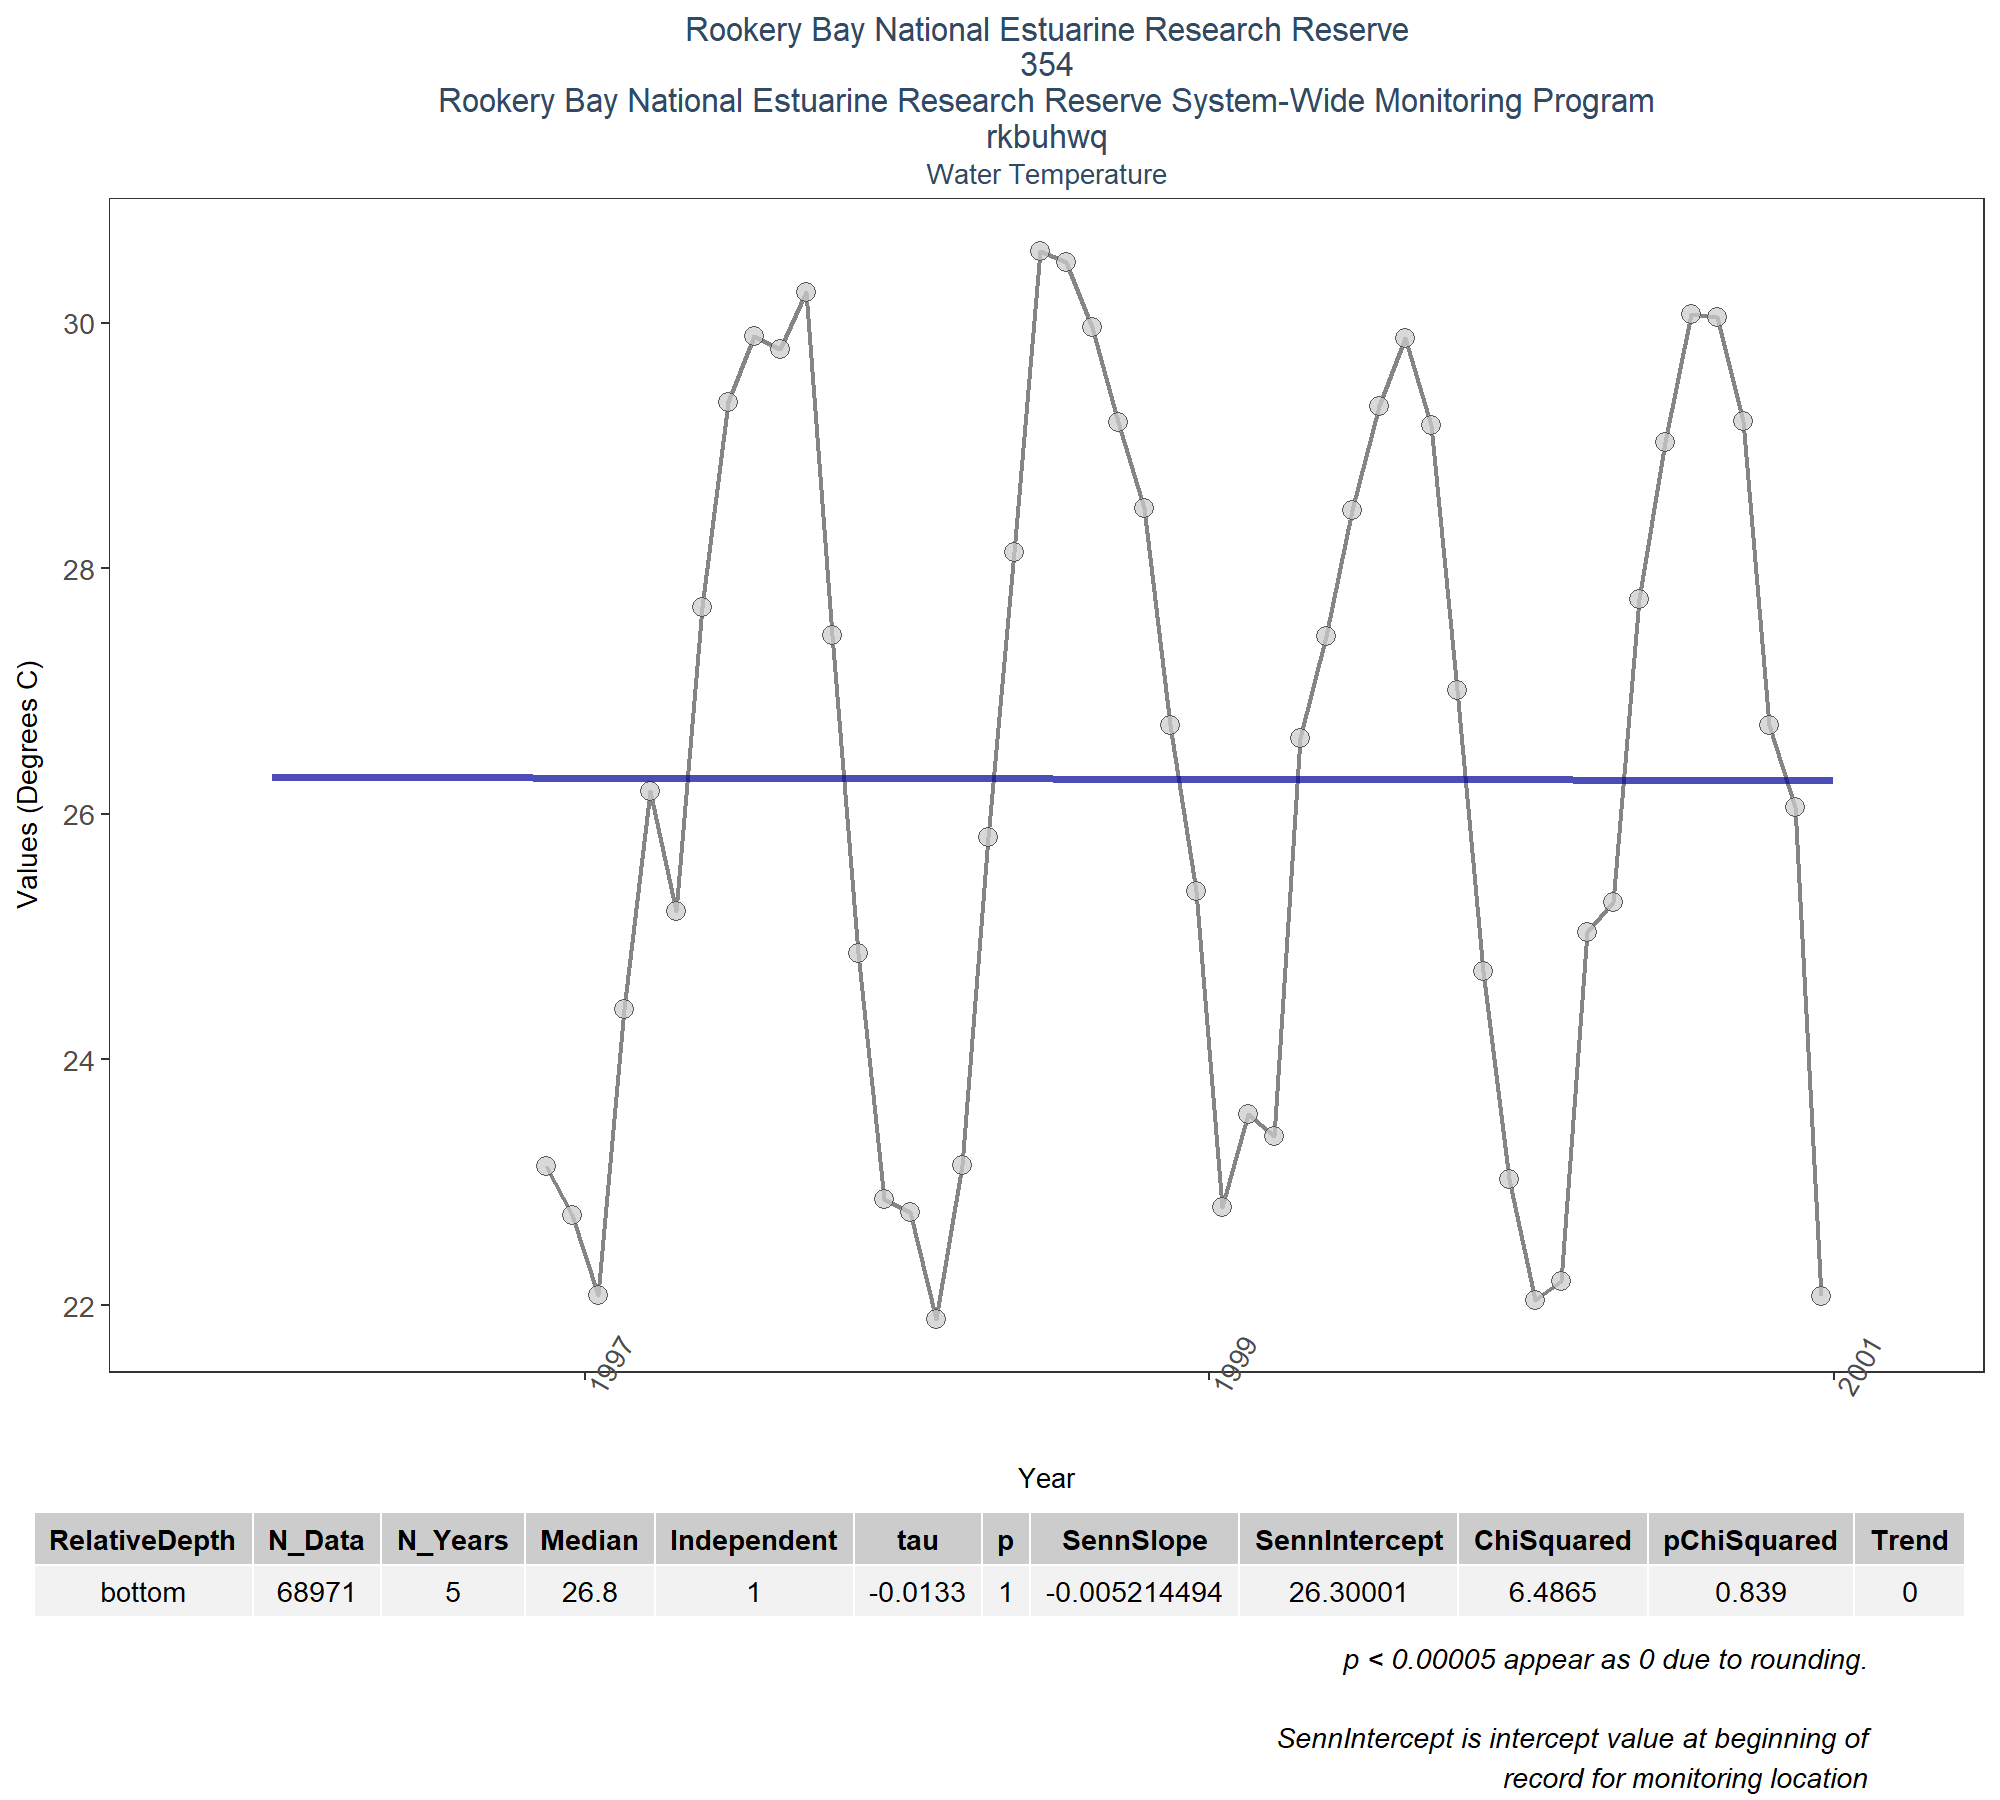 Rookery Bay National Estuarine Research Reserve
354
Rookery Bay National Estuarine Research Reserve System-Wide Monitoring Program
rkbuhwq
Water Temperature
Values (Degrees C)
30
28
26
24
22
1997
1999
2001
Year
RelativeDepth N_Data N_Years Median Independent tau p SennSlope SennIntercept ChiSquared pChiSquared Trend
bottom 68971 5 26.8 1 -0.0133 1 -0.005214494 26.30001 6.4865 0.839 0
p < 0.00005 appear as 0 due to rounding.
SennIntercept is intercept value at beginning of
record for monitoring location